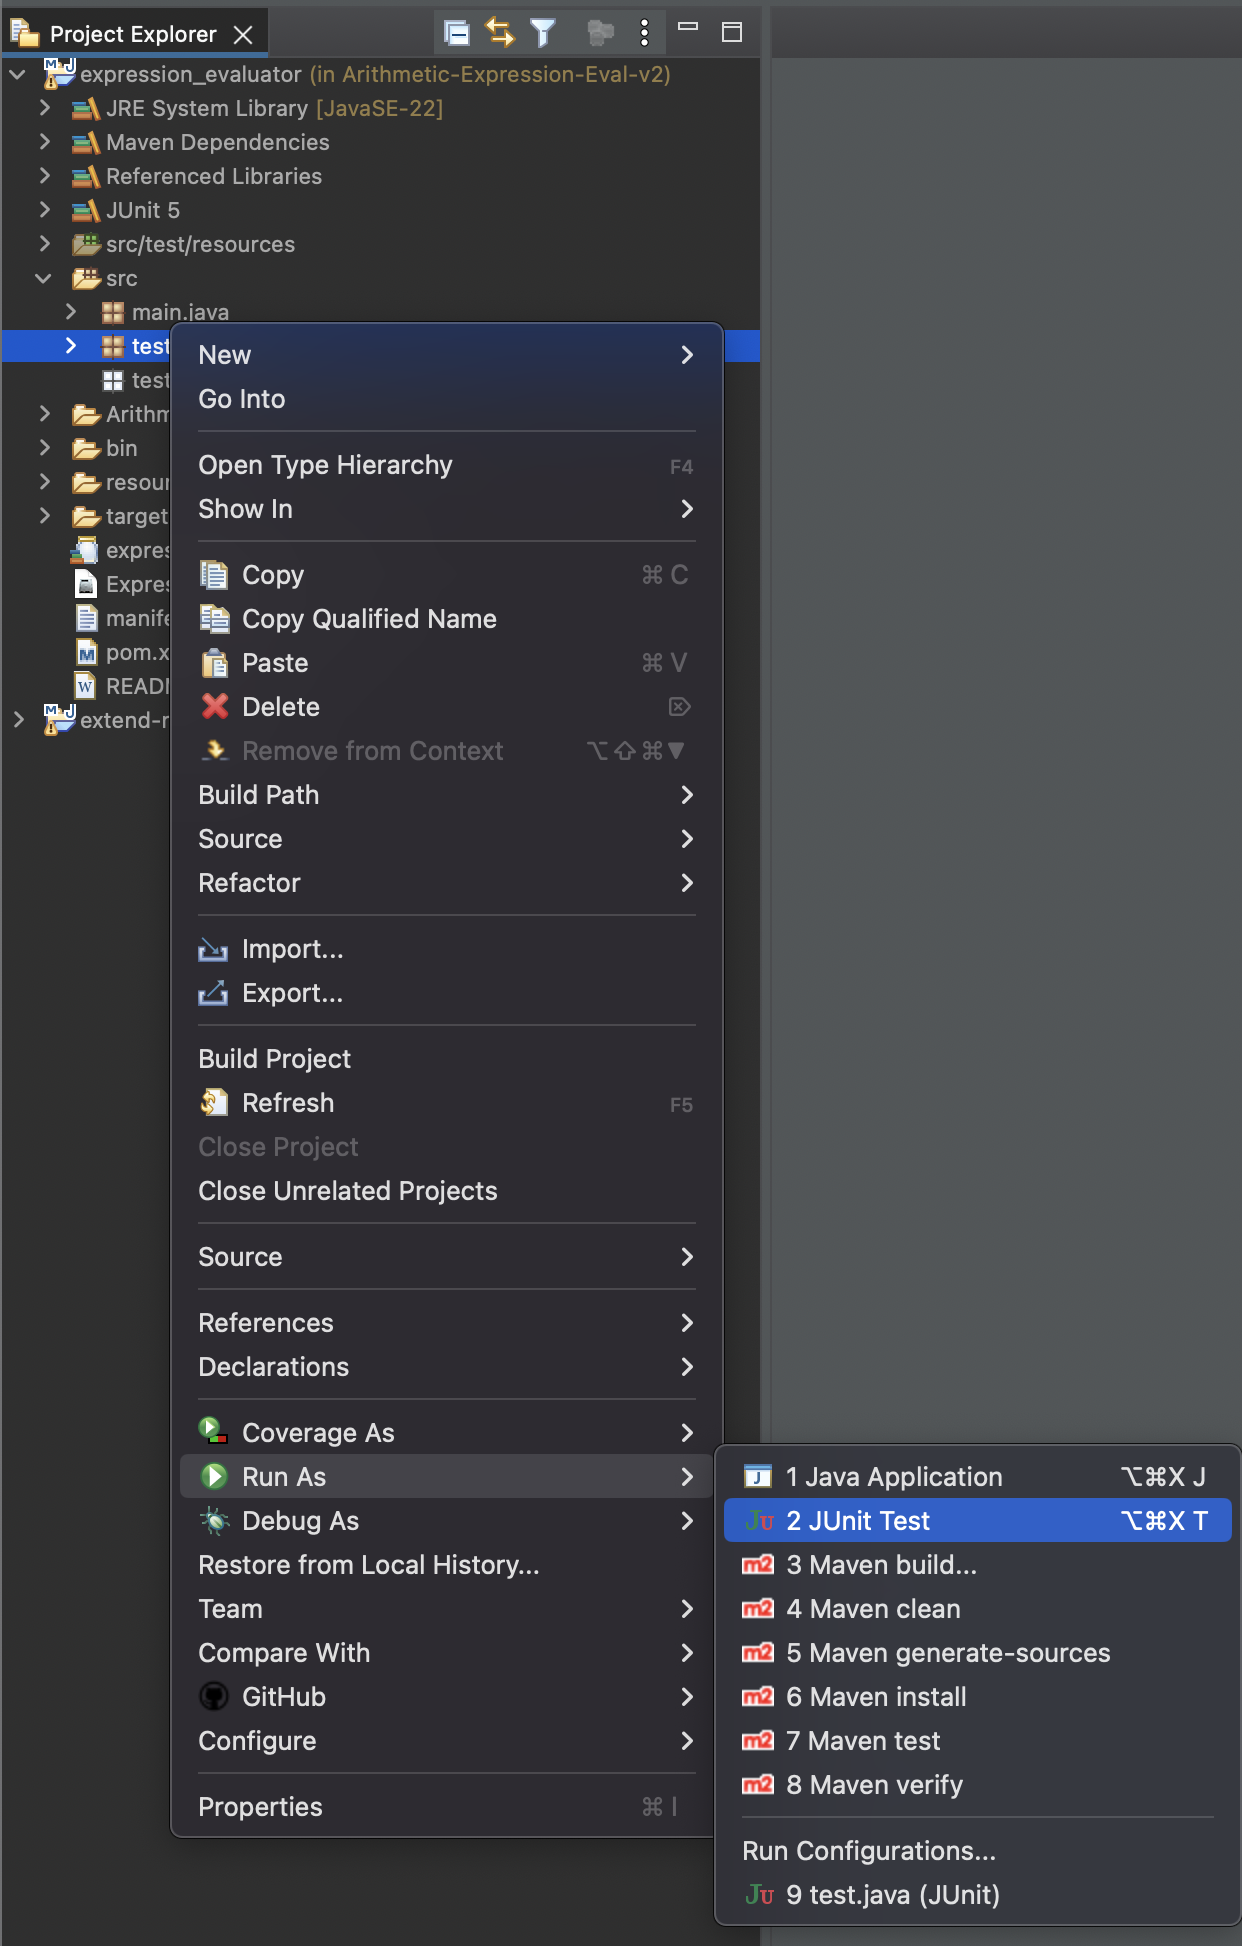 Project Explorer
expression_evaluator (in Arithmetic-Expression-Eval-v2)
JRE System Library [JavaSE-22]
Maven Dependencies
Referenced Libraries
JUnit 5
src/test/resources
src
main.java
test
test
Arithm
bin
resour
target
expres
Expres
manife
pom.x
READ
extend-r
New
Go Into
Open Type Hierarchy F4
Show In
Copy ⌘ C
Copy Qualified Name
Paste ⌘ V
Delete ⌦
Remove from Context ⌥⇧⌘▼
Build Path
Source
Refactor
Import...
Export...
Build Project
Refresh F5
Close Project
Close Unrelated Projects
Source
References
Declarations
Coverage As
Run As
Debug As
Restore from Local History...
Team
Compare With
GitHub
Configure
Properties ⌘ I
1 Java Application ⌥⌘X J
2 JUnit Test ⌥⌘X T
3 Maven build...
4 Maven clean
5 Maven generate-sources
6 Maven install
7 Maven test
8 Maven verify
Run Configurations...
9 test.java (JUnit)